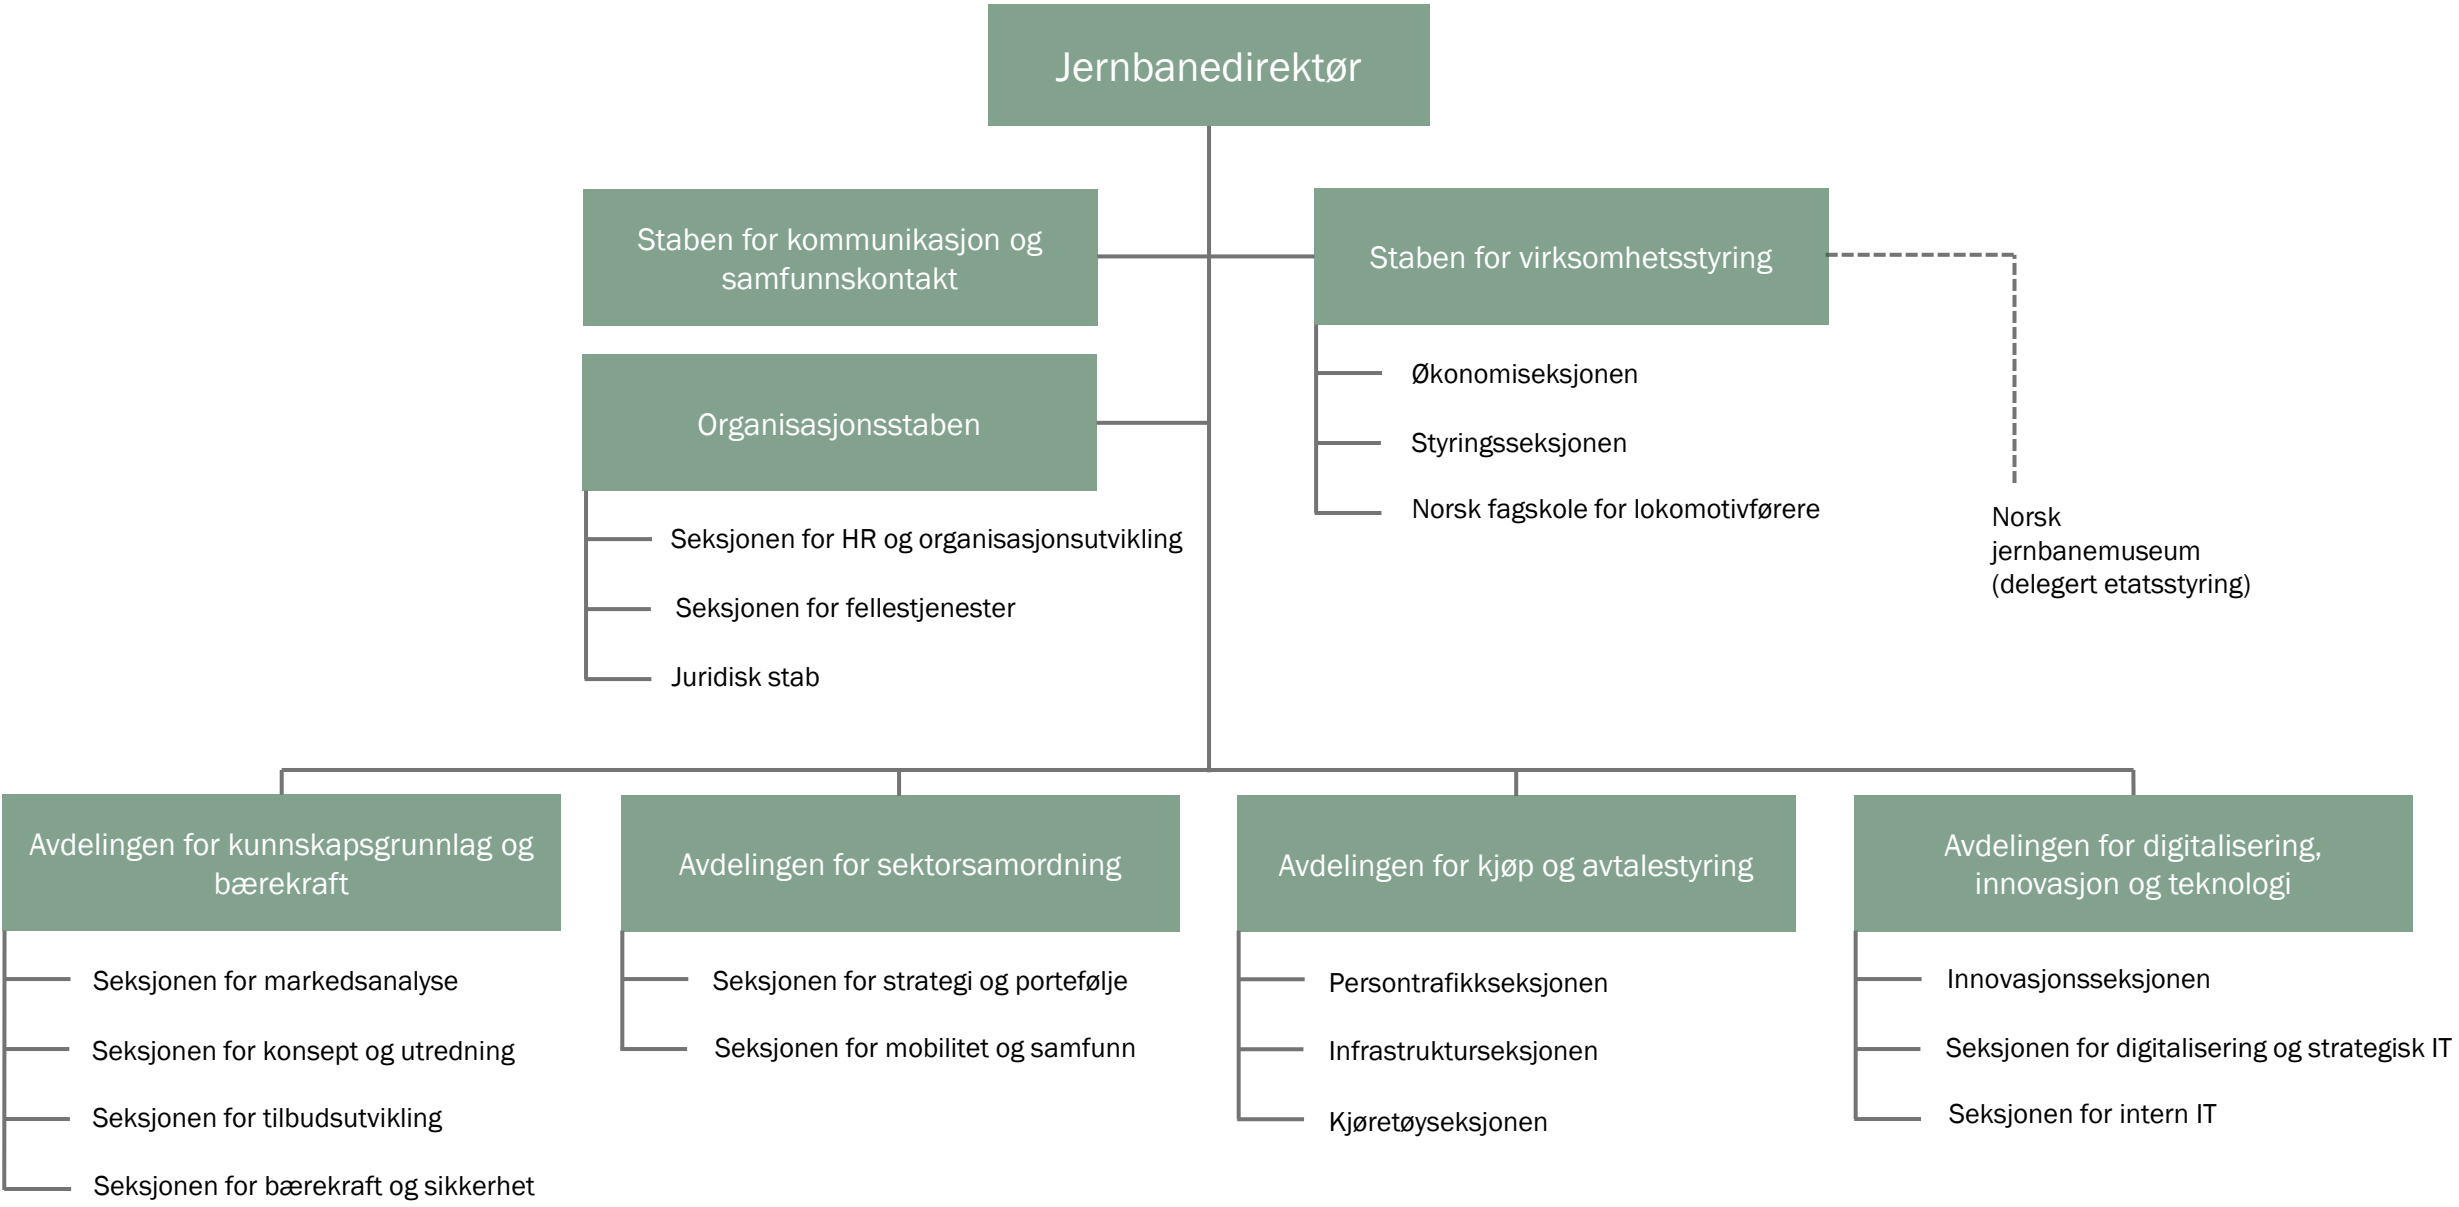 Jernbanedirektør
Staben for kommunikasjon og
samfunnskontakt
Staben for virksomhetsstyring
Økonomiseksjonen
Styringsseksjonen
Norsk fagskole for lokomotivførere
Norsk
jernbanemuseum
(delegert etatsstyring)
Organisasjonsstaben
Seksjonen for HR og organisasjonsutvikling
Seksjonen for fellestjenester
Juridisk stab
Avdelingen for kunnskapsgrunnlag og
bærekraft
Seksjonen for markedsanalyse
Seksjonen for konsept og utredning
Seksjonen for tilbudsutvikling
Seksjonen for bærekraft og sikkerhet
Avdelingen for sektorsamordning
Seksjonen for strategi og portefølje
Seksjonen for mobilitet og samfunn
Avdelingen for kjøp og avtalestyring
Persontrafikkseksjonen
Infrastrukturseksjonen
Kjøretøyseksjonen
Avdelingen for digitalisering,
innovasjon og teknologi
Innovasjonsseksjonen
Seksjonen for digitalisering og strategisk IT
Seksjonen for intern IT